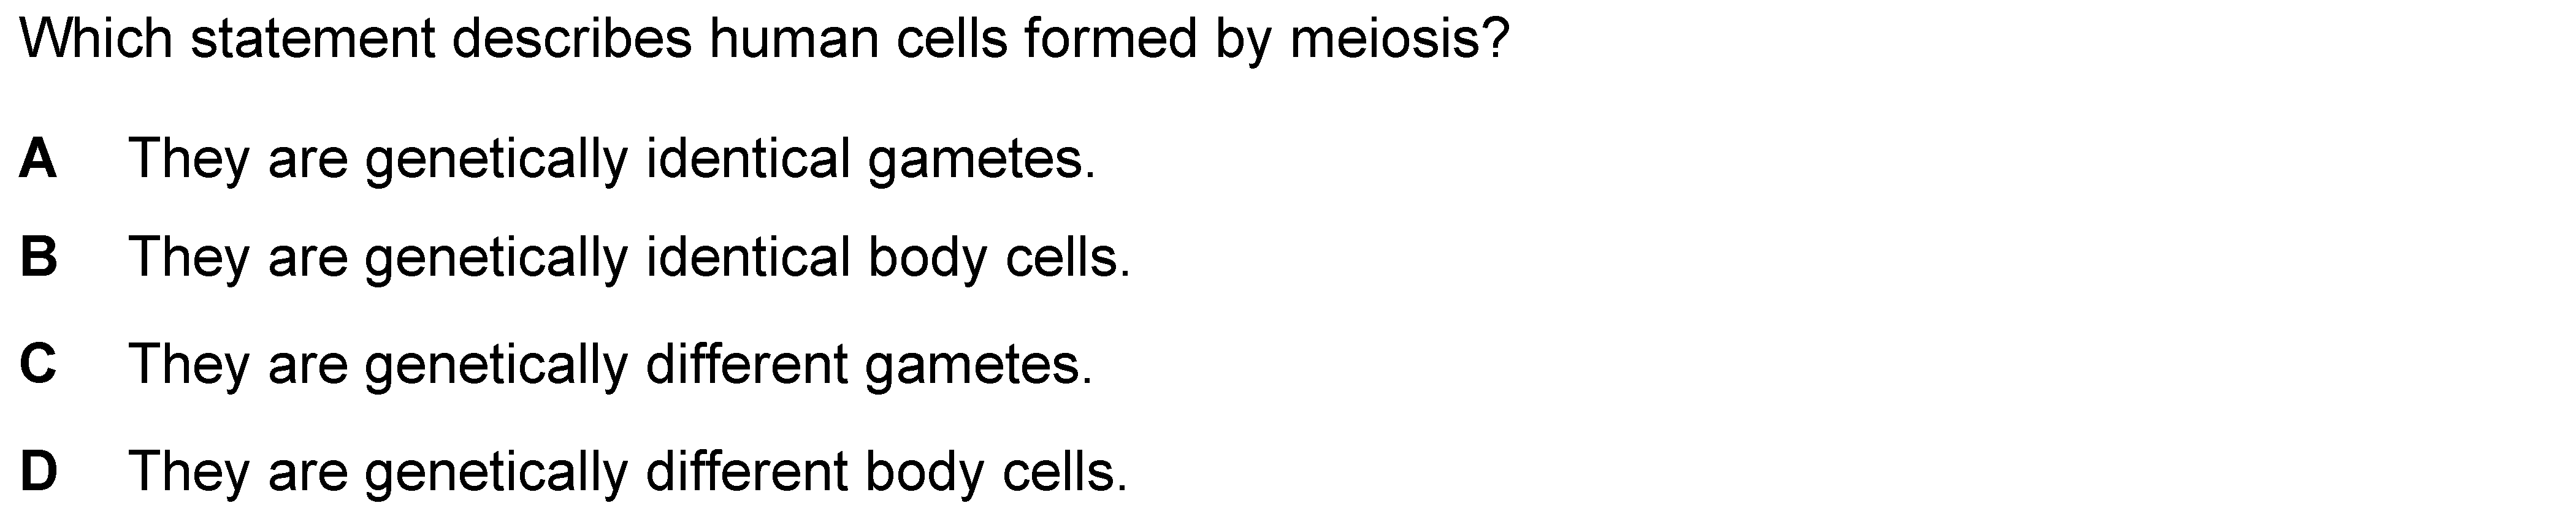 Which statement describes human cells formed by meiosis?
A They are genetically identical gametes.
B They are genetically identical body cells.
C They are genetically different gametes.
D They are genetically different body cells.